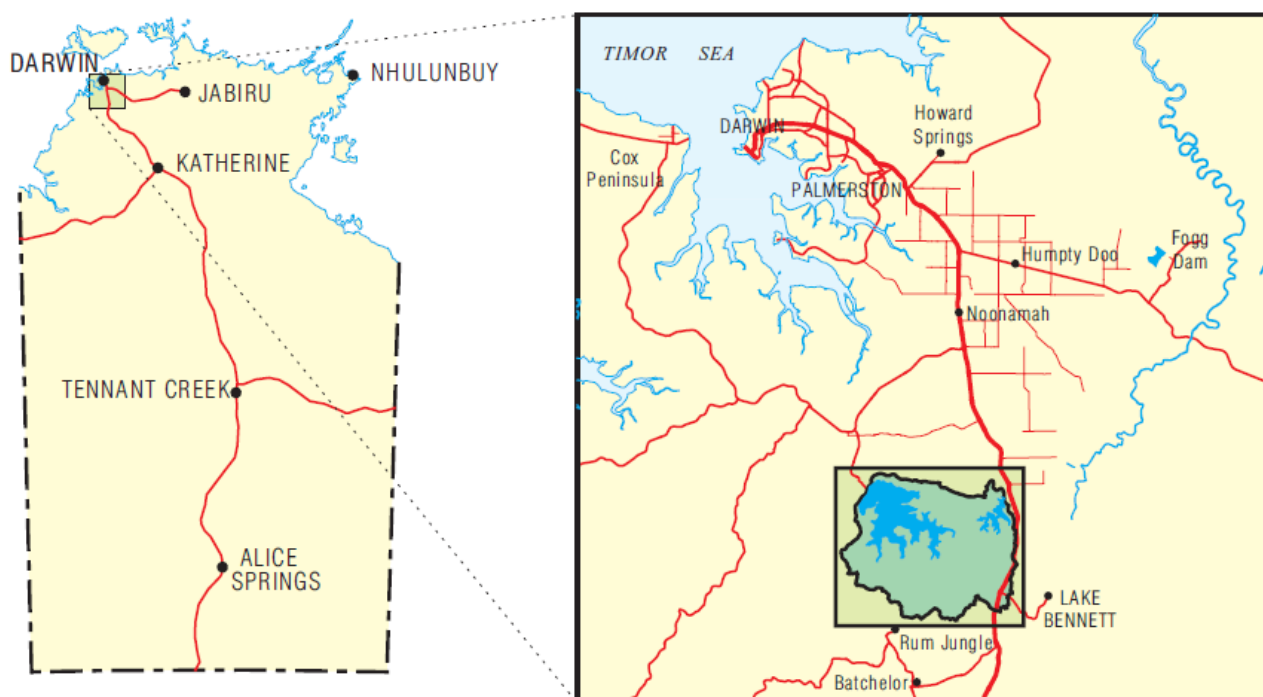 DARWIN
NHULUNBUY
JABIRU
KATHERINE
TENNANT CREEK
ALICE
SPRINGS
TIMOR SEA
DARWIN
Howard
Springs
Cox
Peninsula
PALMERSTON
Humpty Doo
Fogg
Dam
Noonamah
LAKE
BENNETT
Rum Jungle
Batchelor